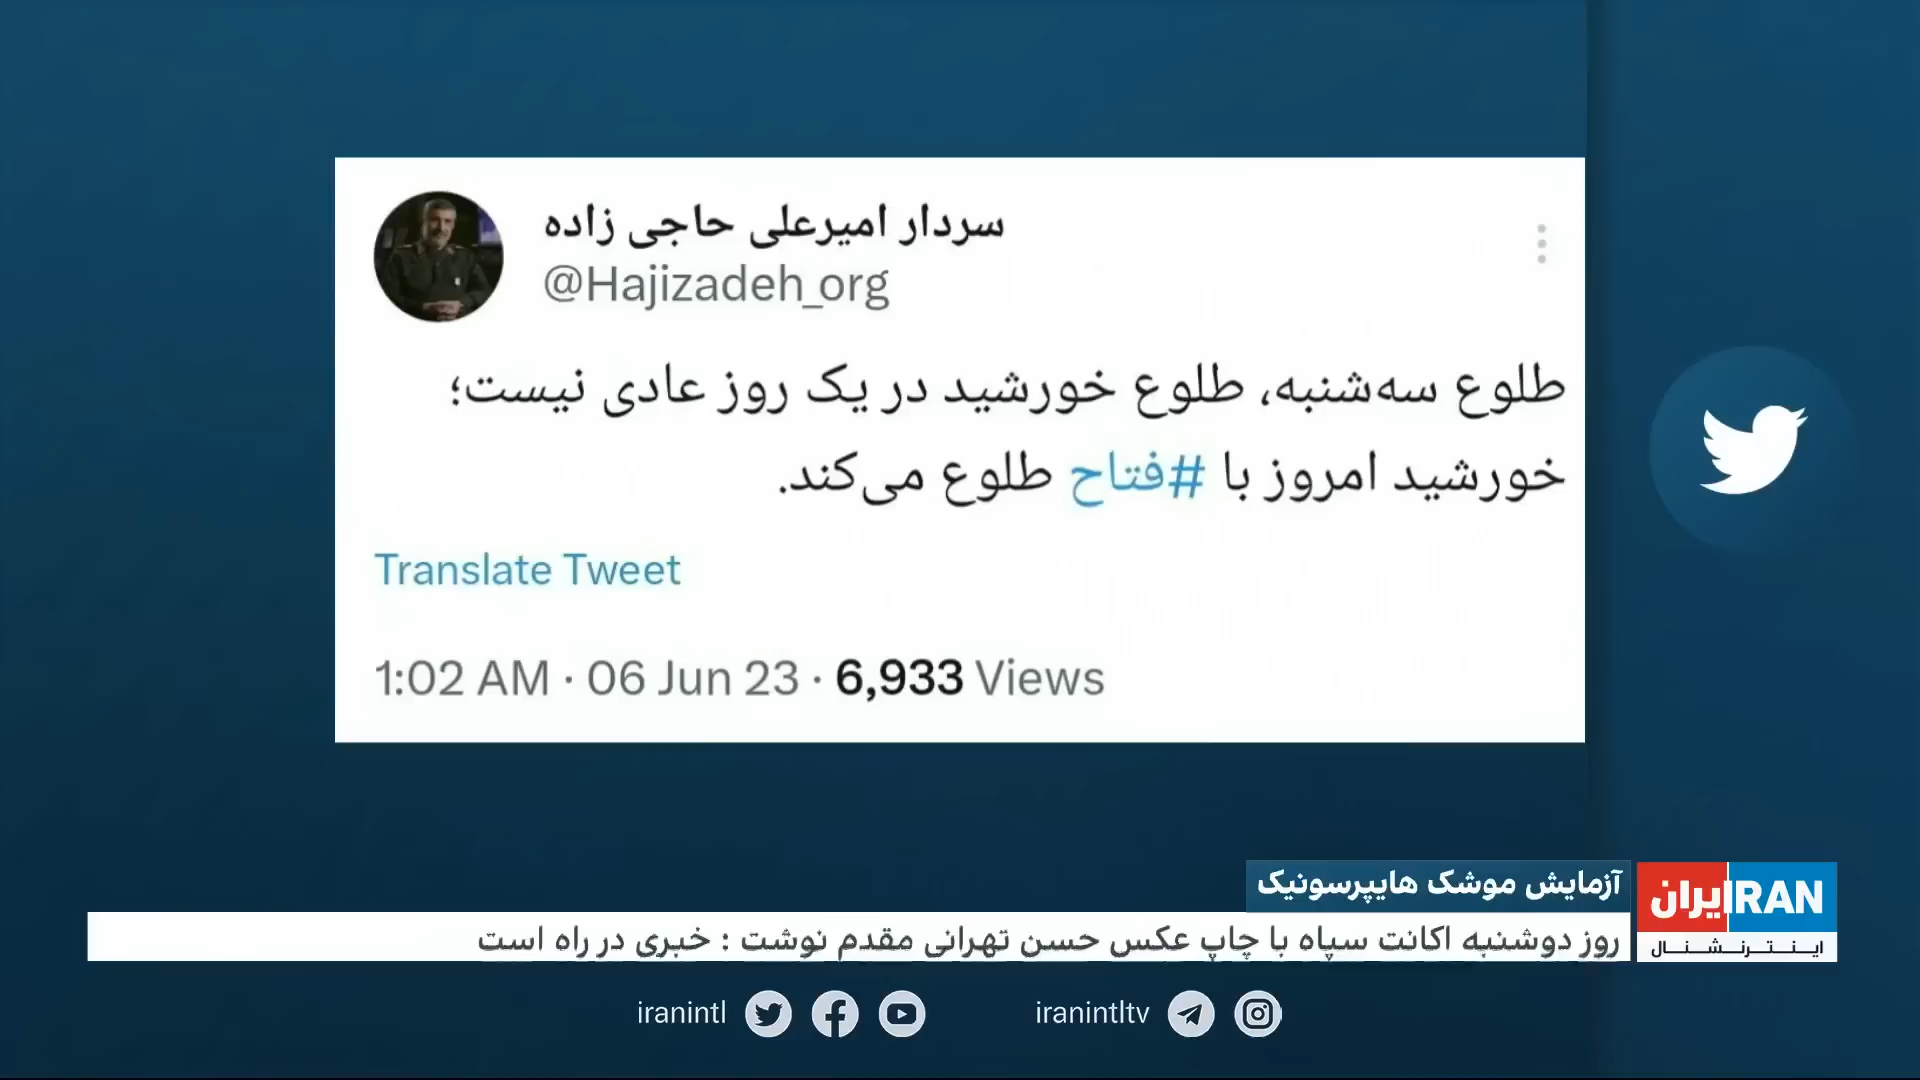 سردار امیرعلی حاجی زاده
@Hajizadeh_org
طلوع سه‌شنبه، طلوع خورشید در یک روز عادی نیست؛
خورشید امروز با #فتاح طلوع می‌کند.
Translate Tweet
1:02 AM · 06 Jun 23 · 6,933 Views
آزمایش موشک هایپرسونیک
روز دوشنبه اکانت سپاه با چاپ عکس حسن تهرانی مقدم نوشت : خبری در راه است
ایران IRAN
اینترنشنال
iranintl
iranintltv